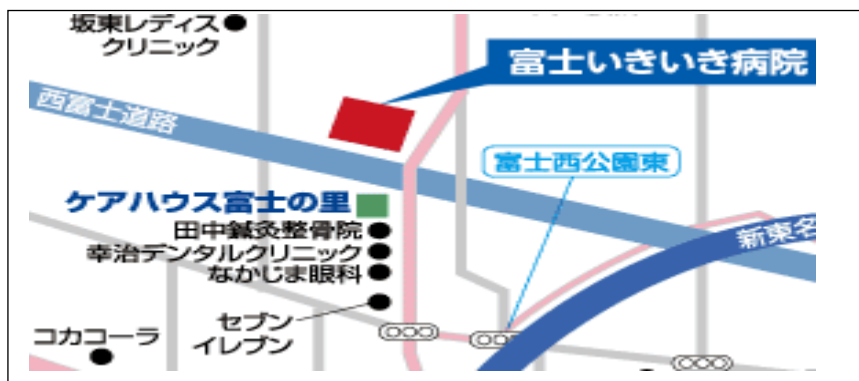 坂東レディス
クリニック
富士いきいき病院
西富士道路
富士西公園東
ケアハウス富士の里
田中鍼灸整骨院
幸治デンタルクリニック
なかじま眼科
新東名
セブン
イレブン
コカコーラ